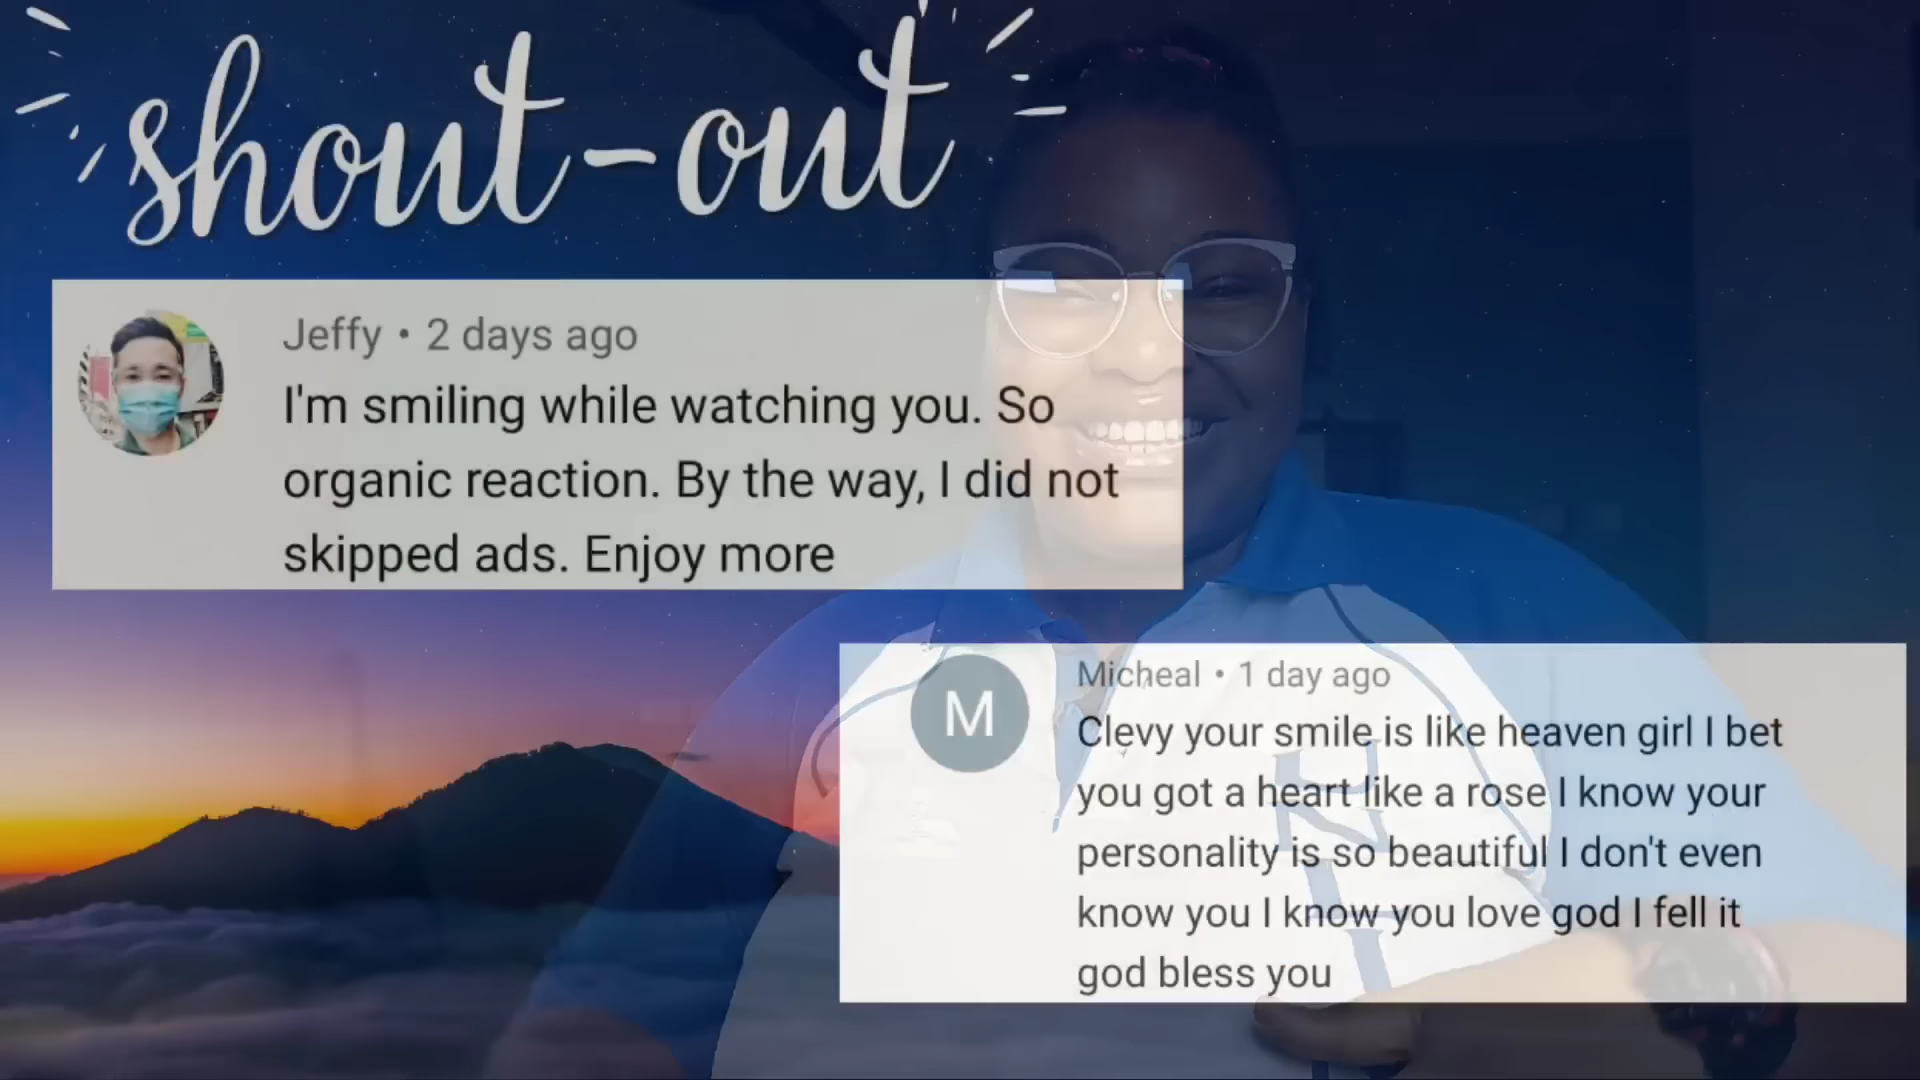 shout-out
Jeffy • 2 days ago
I'm smiling while watching you. So
organic reaction. By the way, I did not
skipped ads. Enjoy more
M
Micheal • 1 day ago
Clevy your smile is like heaven girl I bet
you got a heart like a rose I know your
personality is so beautiful I don't even
know you I know you love god I fell it
god bless you